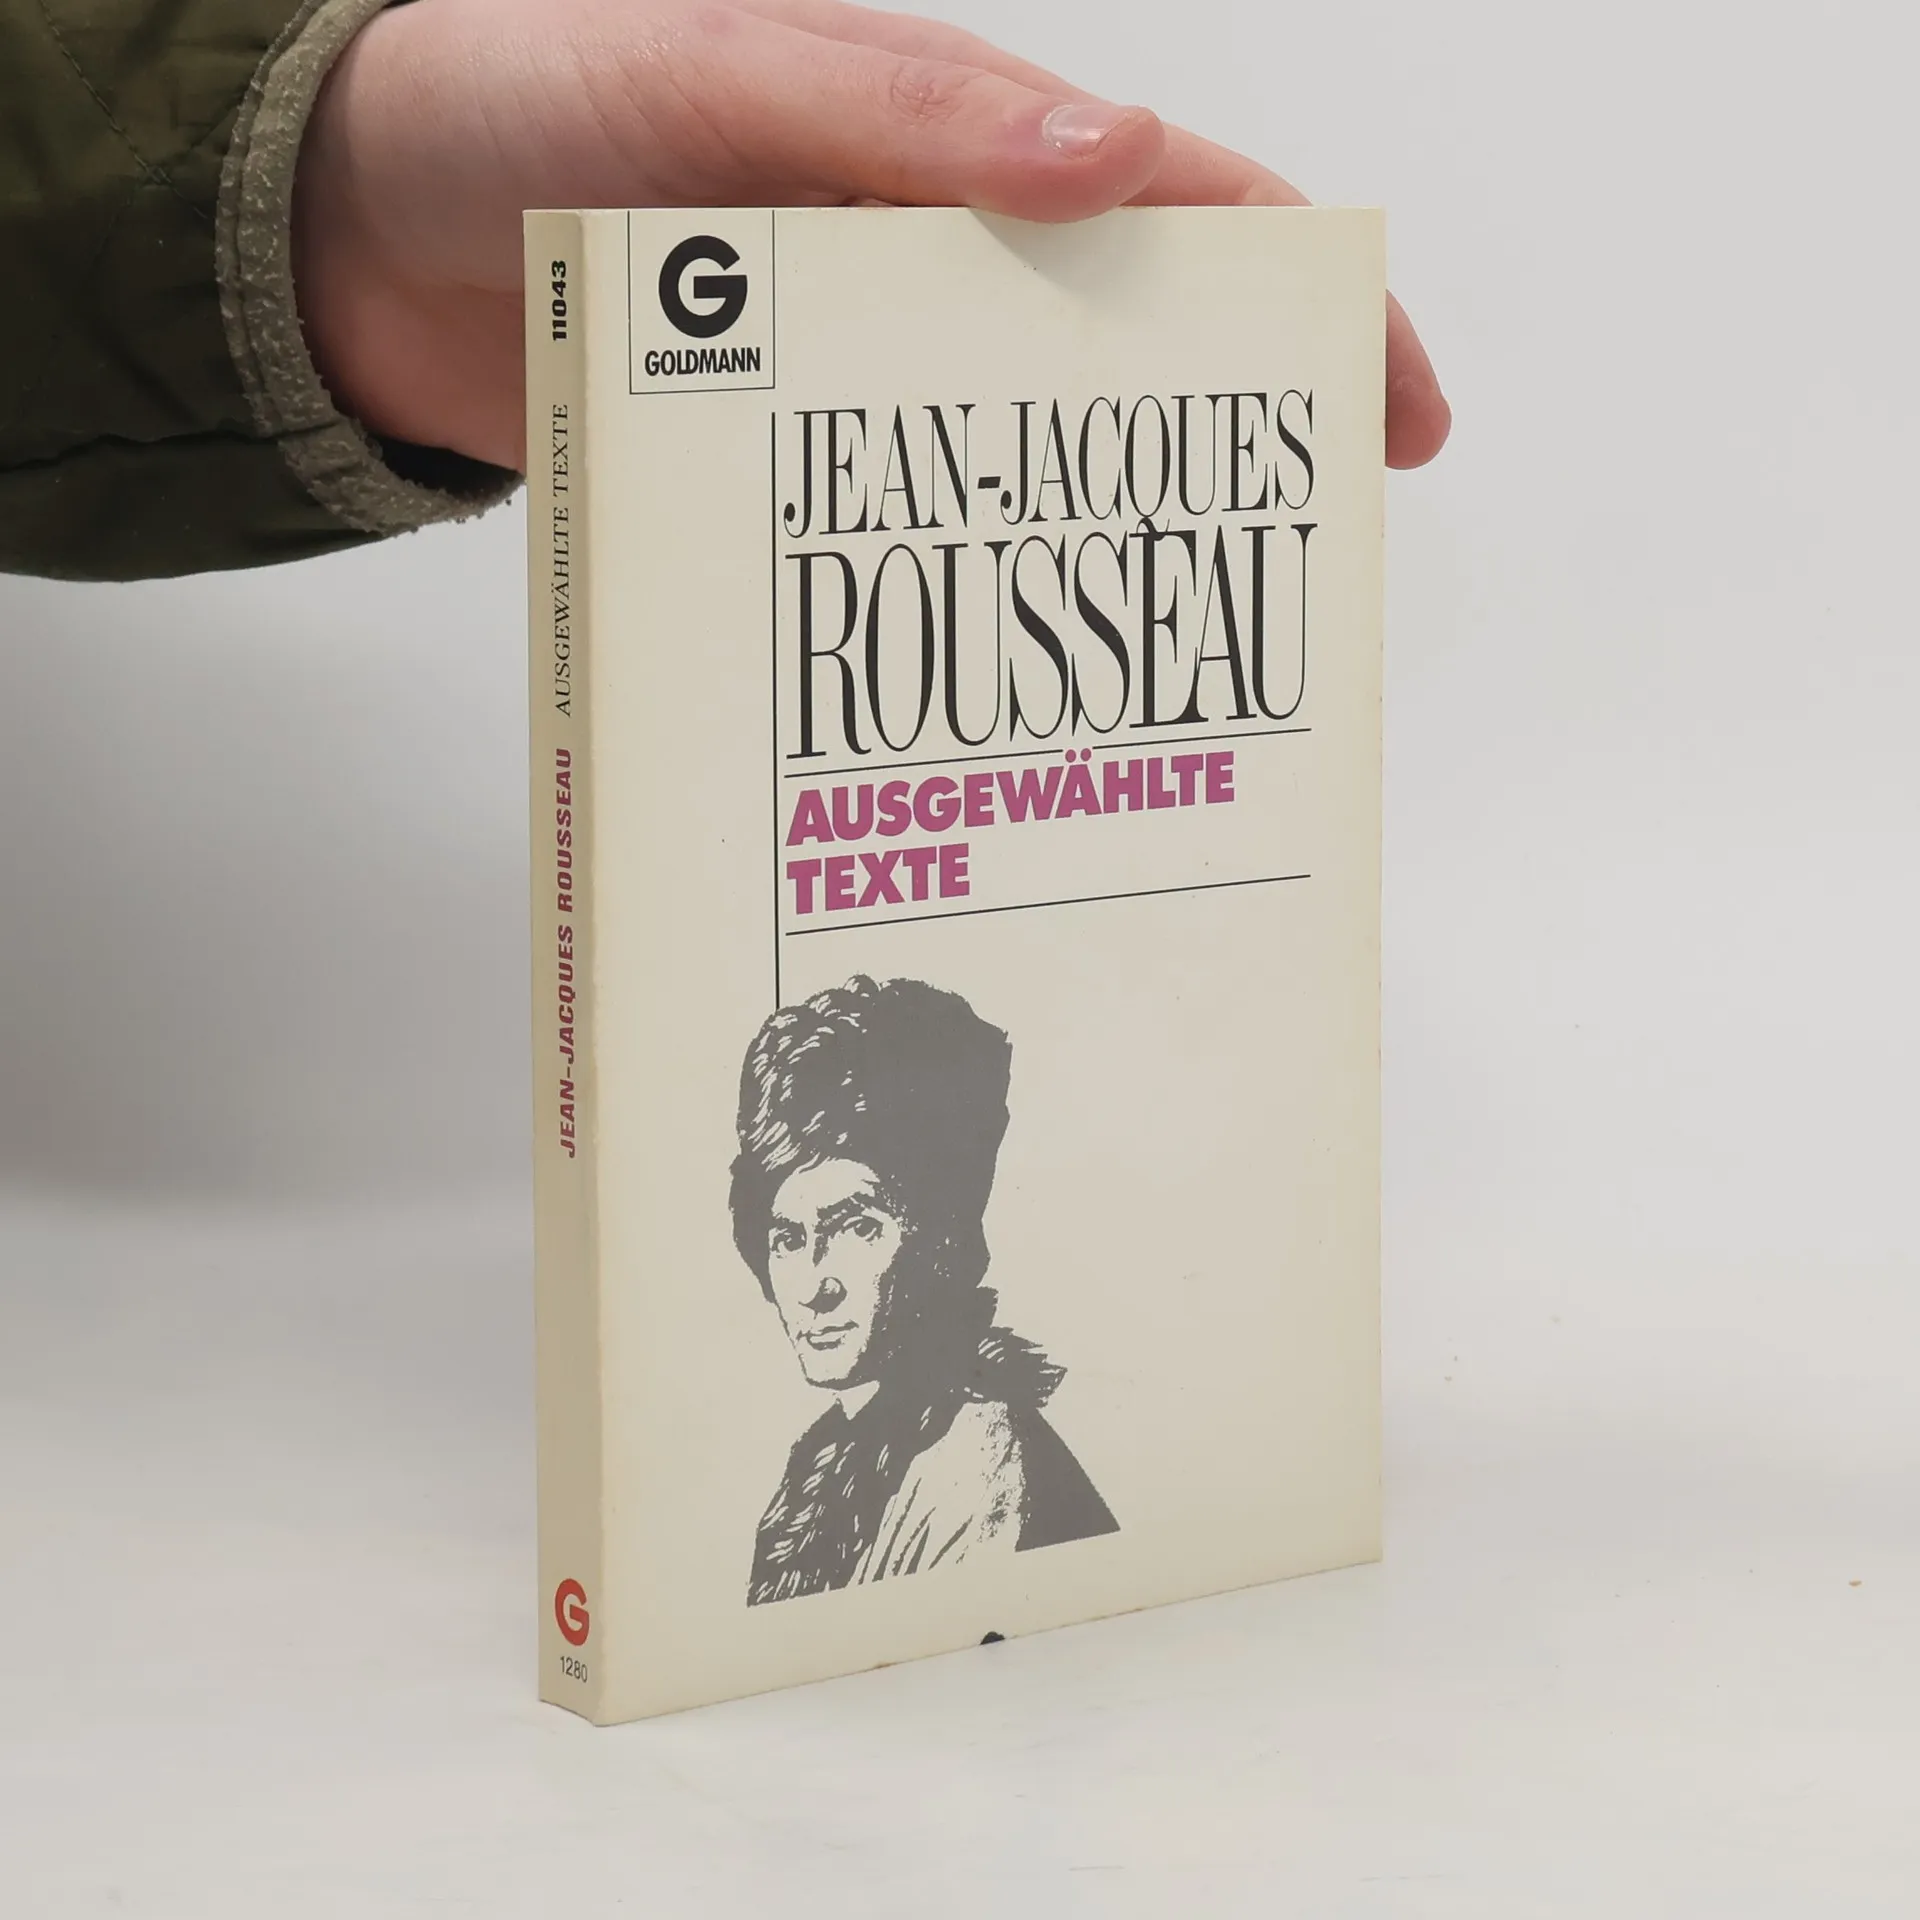 11043
AUSGEWÄHLTE TEXTE
JEAN-JACQUES ROUSSEAU
G
1280
G
GOLDMANN
JEAN-JACQUES
ROUSSEAU
AUSGEWÄHLTE
TEXTE